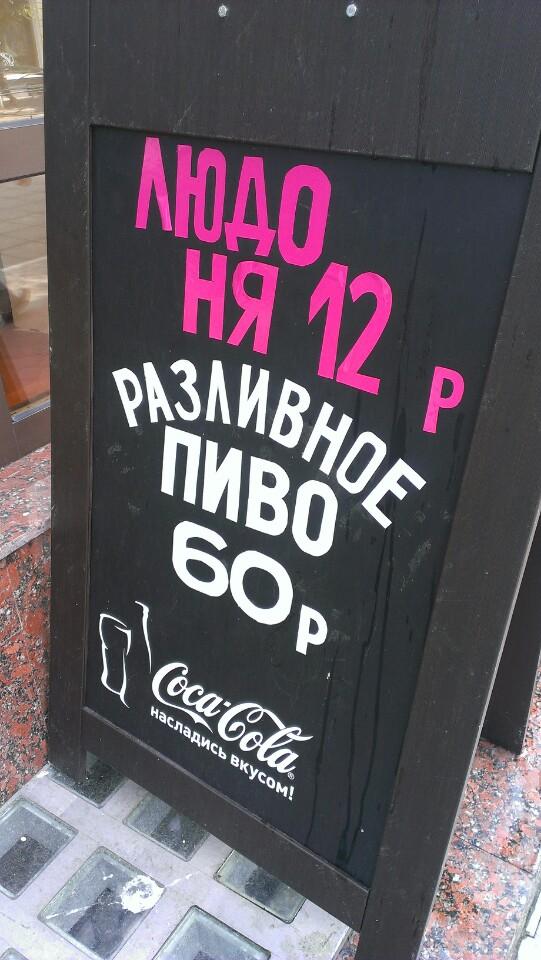 ЛЮДО
НЯ 12 Р
РАЗЛИВНОЕ
ПИВО
60 Р
Coca-Cola®
насладись вкусом!